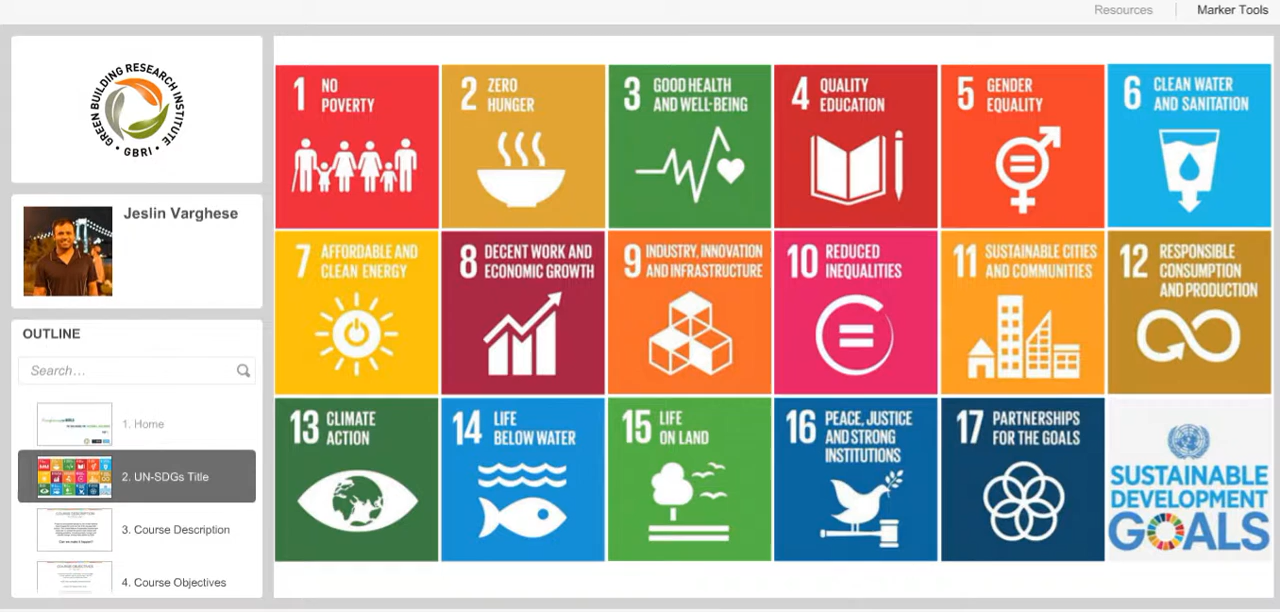 Resources
Marker Tools
GREEN BUILDING RESEARCH INSTITUTE
• GBRI •
Jeslin Varghese
OUTLINE
Search...
1. Home
2. UN-SDGs Title
3. Course Description
4. Course Objectives
1 NO
POVERTY
2 ZERO
HUNGER
3 GOOD HEALTH
AND WELL-BEING
4 QUALITY
EDUCATION
5 GENDER
EQUALITY
6 CLEAN WATER
AND SANITATION
7 AFFORDABLE AND
CLEAN ENERGY
8 DECENT WORK AND
ECONOMIC GROWTH
9 INDUSTRY, INNOVATION
AND INFRASTRUCTURE
10 REDUCED
INEQUALITIES
11 SUSTAINABLE CITIES
AND COMMUNITIES
12 RESPONSIBLE
CONSUMPTION
AND PRODUCTION
13 CLIMATE
ACTION
14 LIFE
BELOW WATER
15 LIFE
ON LAND
16 PEACE, JUSTICE
AND STRONG
INSTITUTIONS
17 PARTNERSHIPS
FOR THE GOALS
SUSTAINABLE
DEVELOPMENT
GOALS